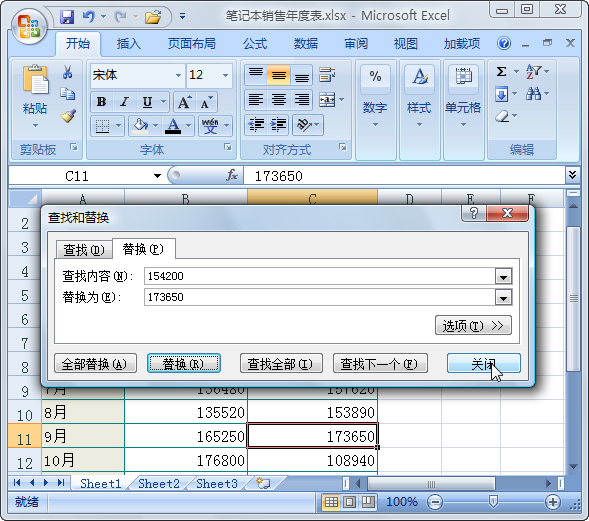 笔记本销售年度表.xlsx - Microsoft Excel
开始 插入 页面布局 公式 数据 审阅 视图 加载项
宋体 12
粘贴 B I U A A % A Σ
A 文 wén 数字 样式 单元格
剪贴板 字体 对齐方式 编辑
C11 fx 173650
A B C D E F
2
3
4
5
6
7
8
查找和替换
查找(D) 替换(P)
查找内容(N): 154200
替换为(E): 173650
选项(T) >>
全部替换(A) 替换(R) 查找全部(I) 查找下一个(F) 关闭
9 7月 136480 157620
10 8月 135520 153890
11 9月 165250 173650
12 10月 176800 108940
Sheet1 Sheet2 Sheet3
就绪 100%